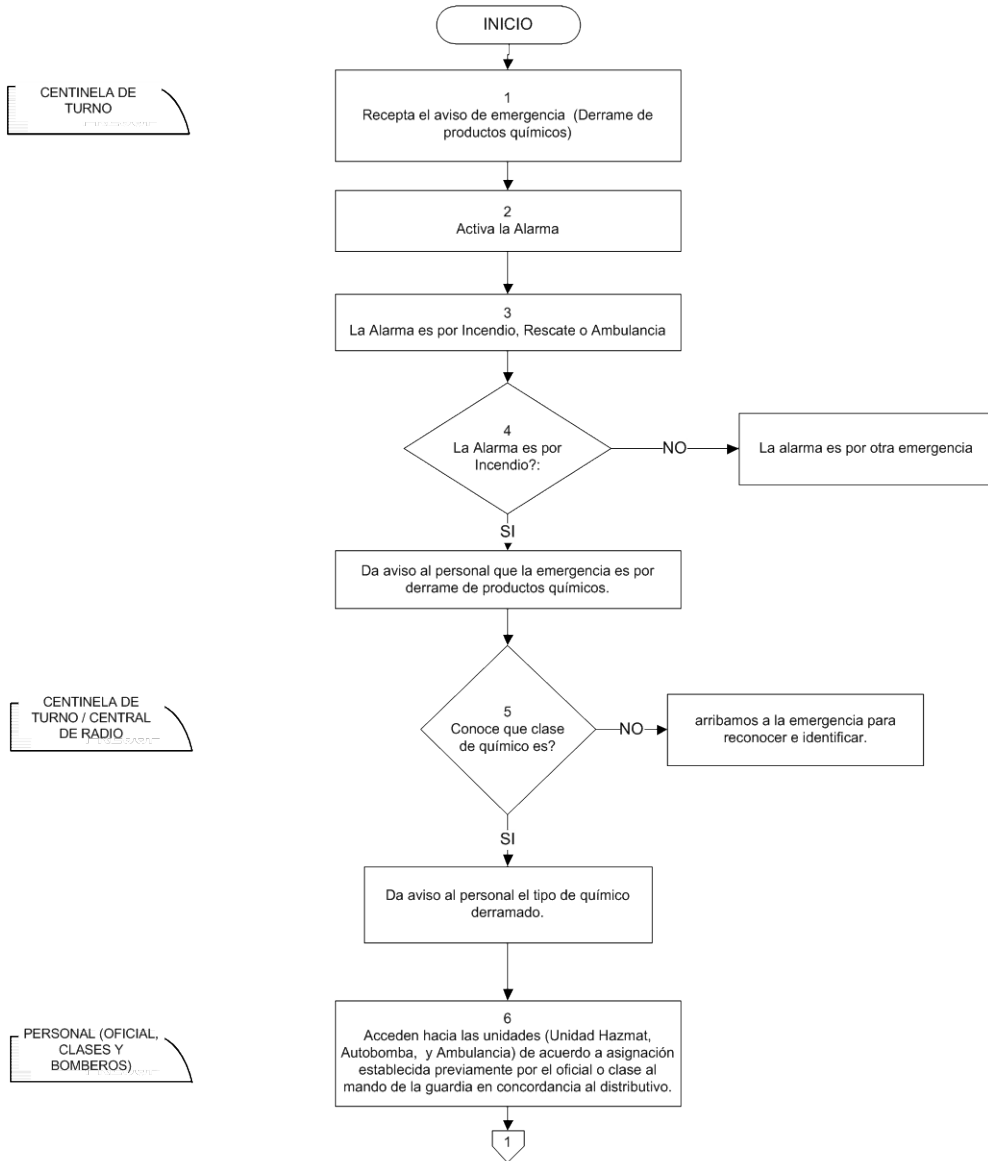 INICIO
CENTINELA DE
TURNO
1
Recepta el aviso de emergencia (Derrame de
productos químicos)
2
Activa la Alarma
3
La Alarma es por Incendio, Rescate o Ambulancia
4
La Alarma es por
Incendio?:
NO
La alarma es por otra emergencia
SI
Da aviso al personal que la emergencia es por
derrame de productos químicos.
CENTINELA DE
TURNO / CENTRAL
DE RADIO
5
Conoce que clase
de químico es?
NO
arribamos a la emergencia para
reconocer e identificar.
SI
Da aviso al personal el tipo de químico
derramado.
PERSONAL (OFICIAL,
CLASES Y
BOMBEROS)
6
Acceden hacia las unidades (Unidad Hazmat,
Autobomba, y Ambulancia) de acuerdo a asignación
establecida previamente por el oficial o clase al
mando de la guardia en concordancia al distributivo.
1